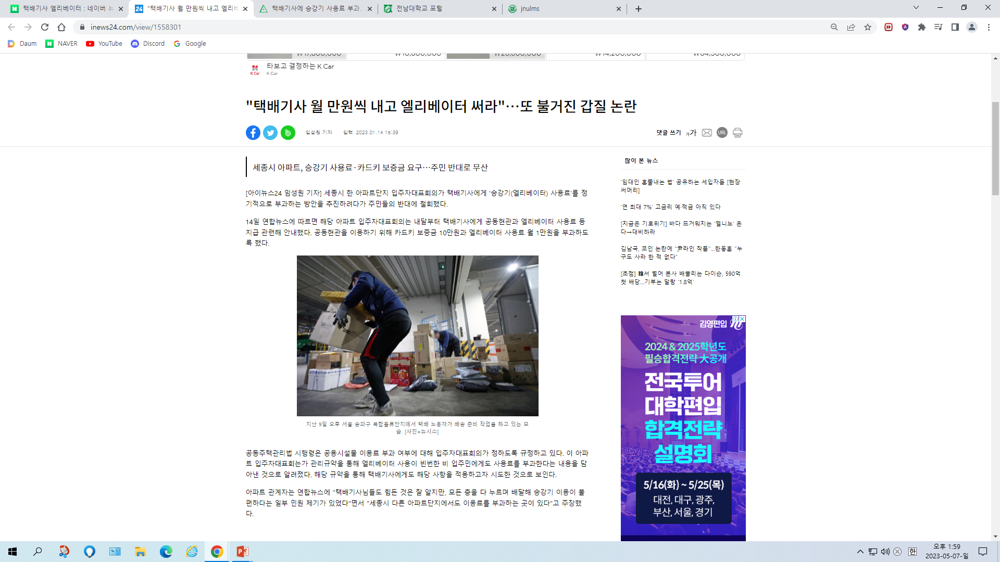 택배기사 엘리베이터 : 네이버 뉴
"택배기사 월 만원씩 내고 엘리베
택배기사에 승강기 사용료 부과..
전남대학교 포털
jnulms
inews24.com/view/1558301
Daum
NAVER
YouTube
Discord
Google
타보고 결정하는 K Car
K Car
K Car
"택배기사 월 만원씩 내고 엘리베이터 써라"…또 불거진 갑질 논란
임성원 기자 입력 2023.01.14 16:39
댓글 쓰기 가가 URL
세종시 아파트, 승강기 사용료·카드키 보증금 요구…주민 반대로 무산
[아이뉴스24 임성원 기자] 세종시 한 아파트단지 입주자대표회의가 택배기사에게 '승강기(엘리베이터) 사용료'를 정
기적으로 부과하는 방안을 추진하려다가 주민들의 반대에 철회했다.
14일 연합뉴스에 따르면 해당 아파트 입주자대표회의는 내달부터 택배기사에게 공동현관과 엘리베이터 사용료 등
지급 관련해 안내했다. 공동현관을 이용하기 위해 카드키 보증금 10만원과 엘리베이터 사용료 월 1만원을 부과하도
록 했다.
지난 9일 오후 서울 송파구 복합물류단지에서 택배 노동자가 배송 준비 작업을 하고 있는 모
습. [사진=뉴시스]
공동주택관리법 시행령은 공용시설물 이용료 부과 여부에 대해 입주자대표회의가 정하도록 규정하고 있다. 이 아파
트 입주자대표회는가 관리규약을 통해 엘리베이터 사용이 빈번한 비 입주민에게도 사용료를 부과한다는 내용을 담
아낸 것으로 알려졌다. 해당 규약을 통해 택배기사에게도 해당 사항을 적용하고자 시도한 것으로 보인다.
아파트 관계자는 연합뉴스에 "택배기사님들도 힘든 것은 잘 알지만, 모든 층을 다 누르며 배달해 승강기 이용이 불
편하다는 일부 민원 제기가 있었다"면서 "세종시 다른 아파트단지에서도 이용료를 부과하는 곳이 있다"고 주장했
다.
많이 본 뉴스
'임대인 혼쭐내는 법' 공유하는 세입자들 [현장
써머리]
'연 최대 7%' 고금리 예·적금 아직 있다
[지금은 기후위기] 바다 뜨거워지는 '엘니뇨' 온
다→대비하라
김남국, 코인 논란에 "尹라인 작품"…한동훈 "누
구도 사라 한 적 없다"
[초점] 韓서 벌어 본사 배불리는 다이슨, 590억
첫 배당…기부는 달랑 '1.8억'
김영편입
2024 & 2025학년도
필승합격전략 大공개
전국투어
대학편입
합격전략
설명회
5/16(화) ~ 5/25(목)
대전, 대구, 광주,
부산, 서울, 경기
한
오후 1:59
2023-05-07-일